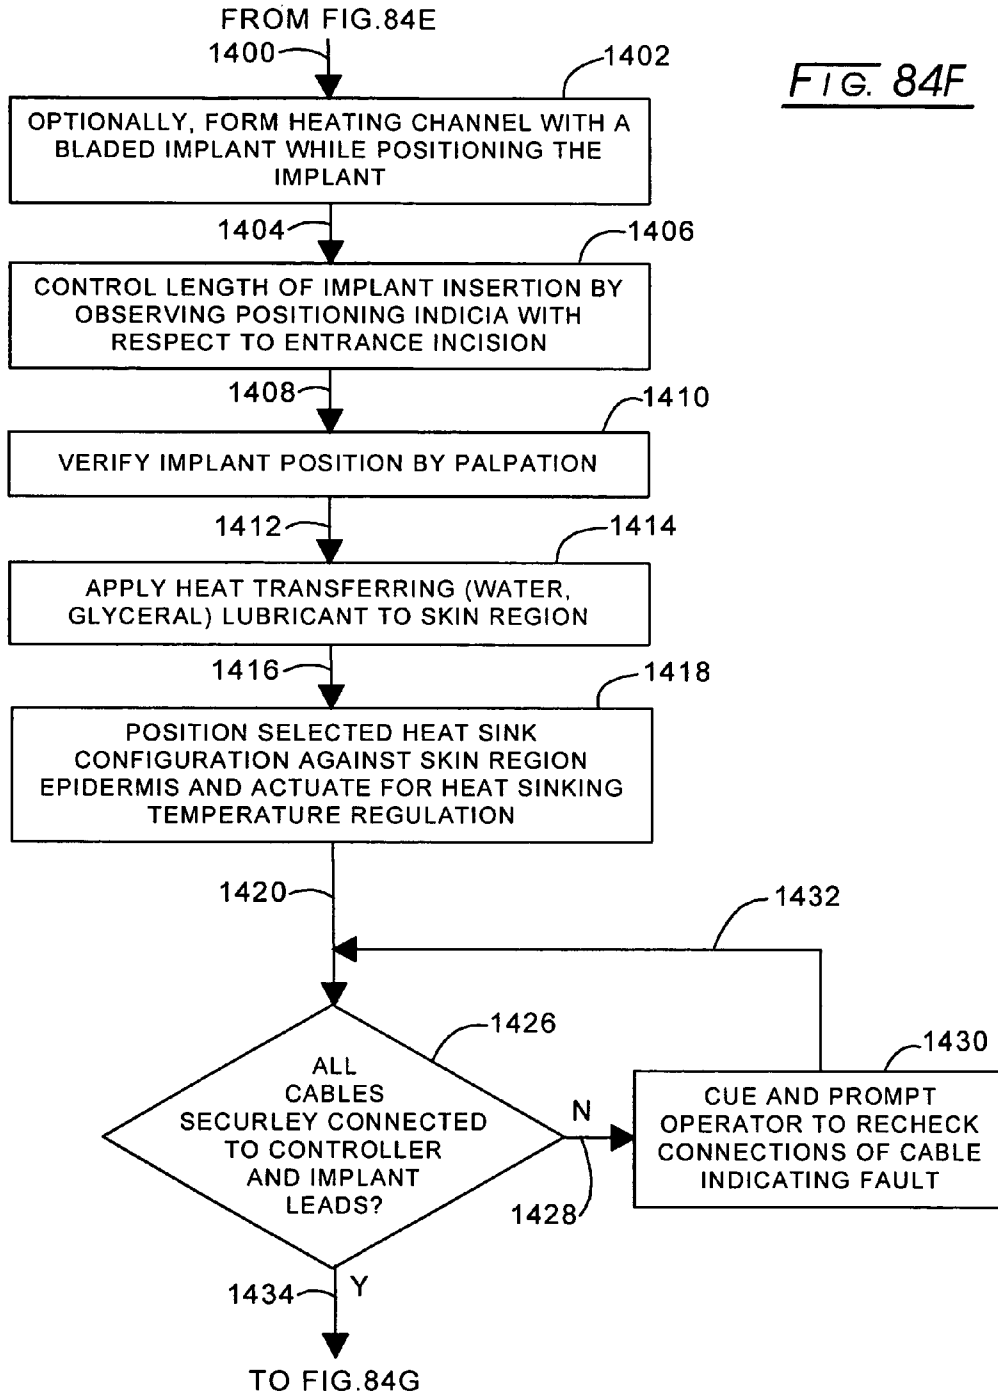 FROM FIG.84E
FIG. 84F
1400
1402
OPTIONALLY, FORM HEATING CHANNEL WITH A
BLADED IMPLANT WHILE POSITIONING THE
IMPLANT
1404
1406
CONTROL LENGTH OF IMPLANT INSERTION BY
OBSERVING POSITIONING INDICIA WITH
RESPECT TO ENTRANCE INCISION
1408
1410
VERIFY IMPLANT POSITION BY PALPATION
1412
1414
APPLY HEAT TRANSFERRING (WATER,
GLYCERAL) LUBRICANT TO SKIN REGION
1416
1418
POSITION SELECTED HEAT SINK
CONFIGURATION AGAINST SKIN REGION
EPIDERMIS AND ACTUATE FOR HEAT SINKING
TEMPERATURE REGULATION
1420
1432
1426
ALL
CABLES
SECURLEY CONNECTED
TO CONTROLLER
AND IMPLANT
LEADS?
N
1428
1430
CUE AND PROMPT
OPERATOR TO RECHECK
CONNECTIONS OF CABLE
INDICATING FAULT
1434
Y
TO FIG.84G